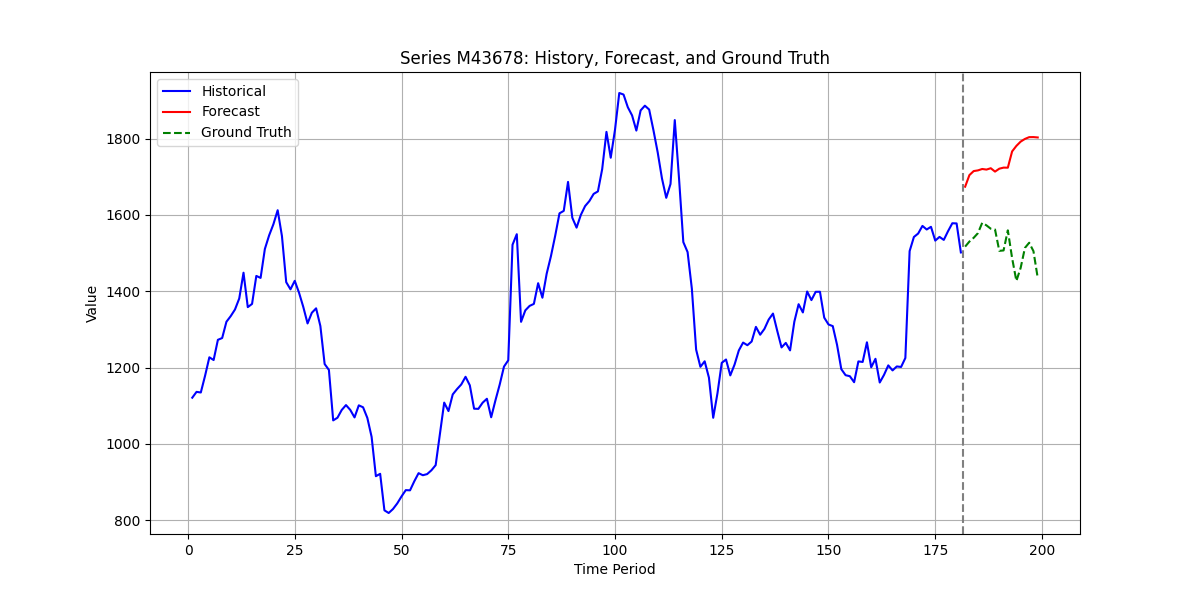 Series M43678: History, Forecast, and Ground Truth
Historical
Forecast
Ground Truth
Value
1800
1600
1400
1200
1000
800
0 25 50 75 100 125 150 175 200
Time Period